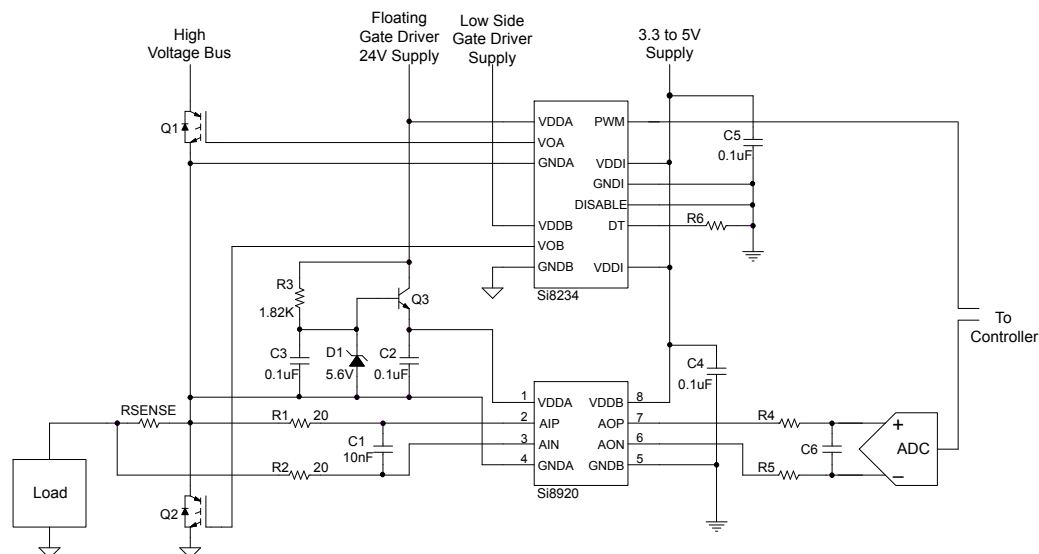 High
Voltage Bus
Floating
Gate Driver
24V Supply
Low Side
Gate Driver
Supply
3.3 to 5V
Supply
Q1
VDDA
PWM
VOA
GNDA
VDDI
GNDI
DISABLE
VDDB
DT
VOB
GNDB
VDDI
Si8234
C5
0.1uF
R6
R3
1.82K
Q3
C3
0.1uF
D1
5.6V
C2
0.1uF
C4
0.1uF
To
Controller
RSENSE
R1 20
C1
10nF
R2 20
1
2
3
4
VDDA
AIP
AIN
GNDA
VDDB
AOP
AON
GNDB
8
7
6
5
Si8920
R4
C6
R5
+
−
ADC
Load
Q2